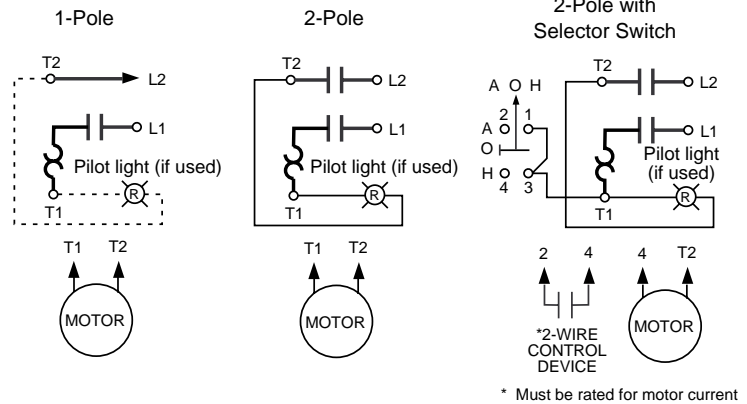 1-Pole
T2
L2
L1
Pilot light (if used)
R
T1
T1 T2
MOTOR
2-Pole
T2
L2
L1
Pilot light (if used)
R
T1
T1 T2
MOTOR
2-Pole with
Selector Switch
A O H
T2
L2
2 1
A
L1
O
Pilot light
(if used)
H
4 3
R
T1
2 4 4 T2
MOTOR
*2-WIRE
CONTROL
DEVICE
* Must be rated for motor current